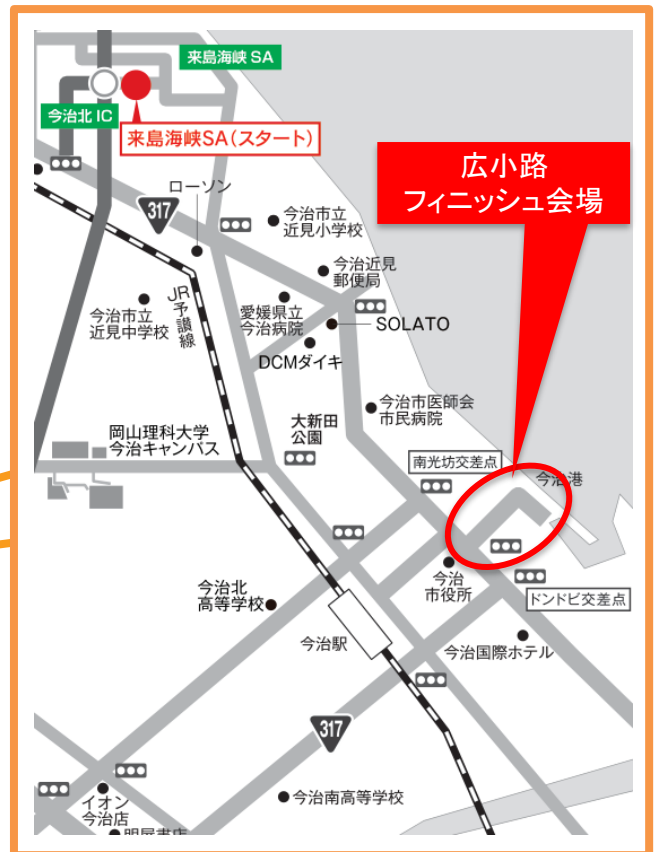 来島海峡 SA
今治北 IC
来島海峡SA(スタート)
広小路
フィニッシュ会場
ローソン
317
今治市立
近見小学校
今治近見
郵便局
今治市立
近見中学校
JR予讃線
愛媛県立
今治病院
SOLATO
DCMダイキ
今治市医師会
市民病院
大新田
公園
岡山理科大学
今治キャンパス
南光坊交差点
今治港
今治
市役所
ドンドビ交差点
今治北
高等学校
今治駅
今治国際ホテル
317
イオン
今治店
今治南高等学校
明屋書店